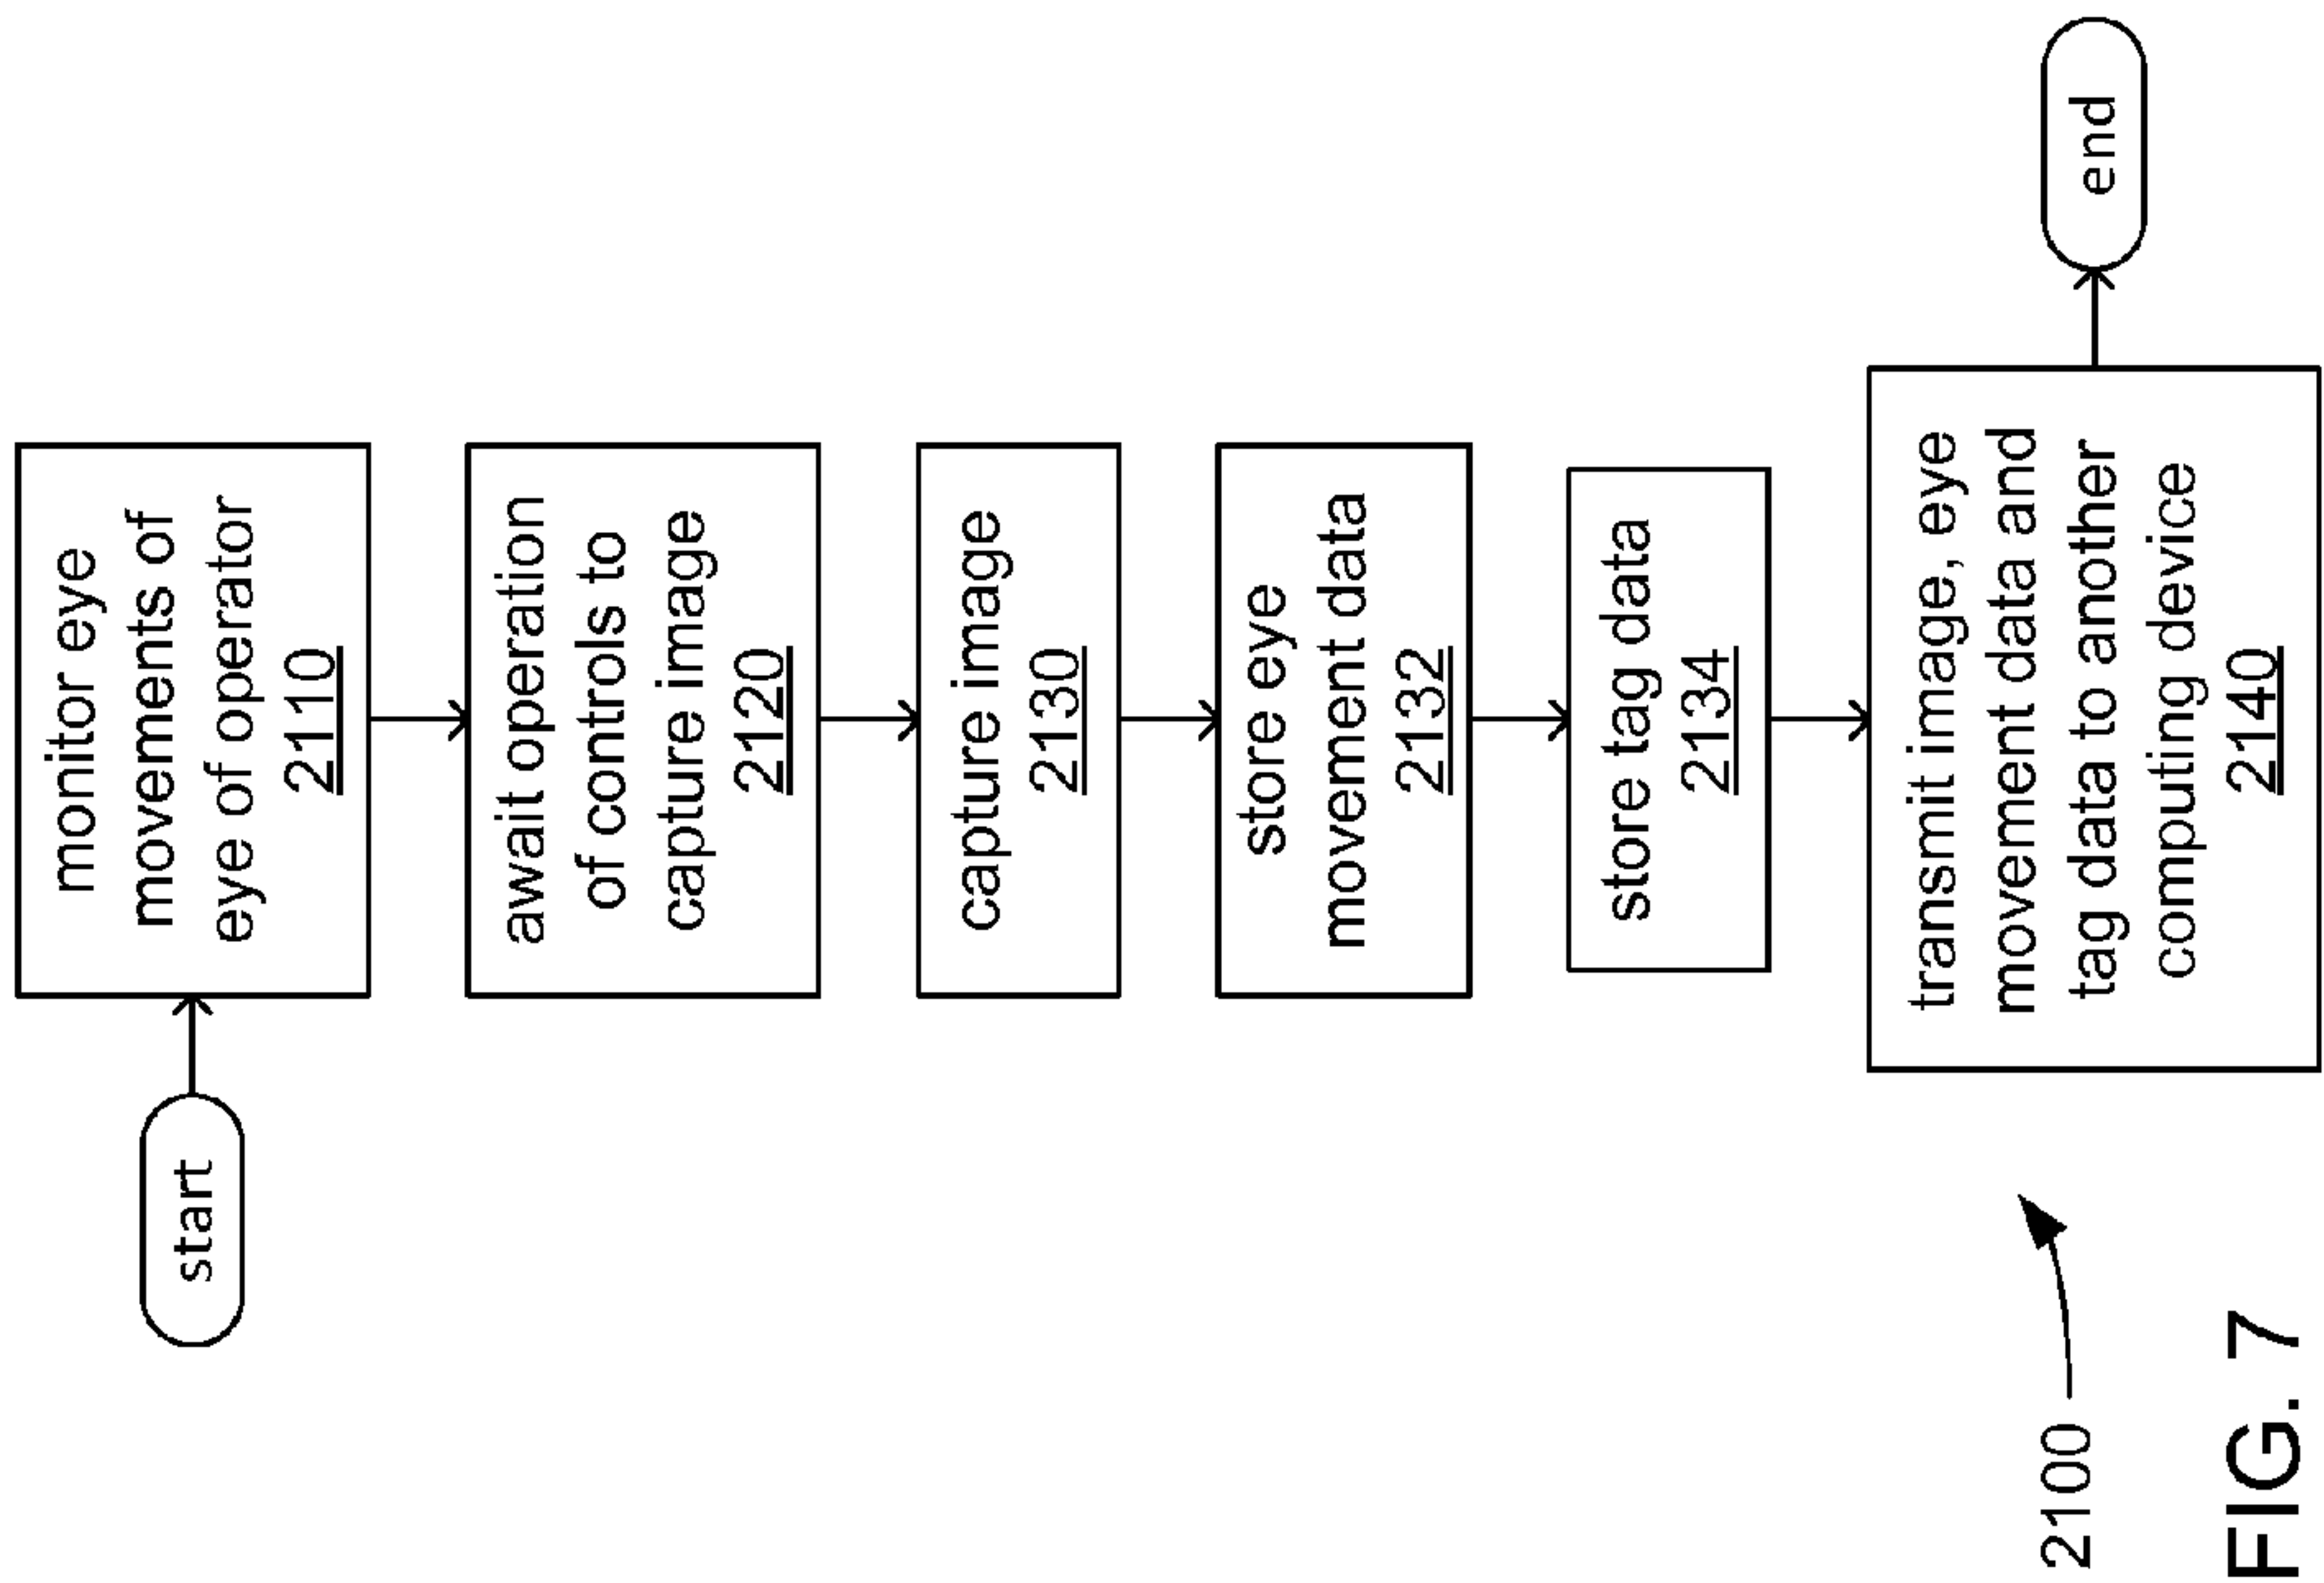 start
monitor eye
movements of
eye of operator
2110
await operation
of controls to
capture image
2120
capture image
2130
store eye
movement data
2132
store tag data
2134
transmit image, eye
movement data and
tag data to another
computing device
2140
end
2100
FIG. 7